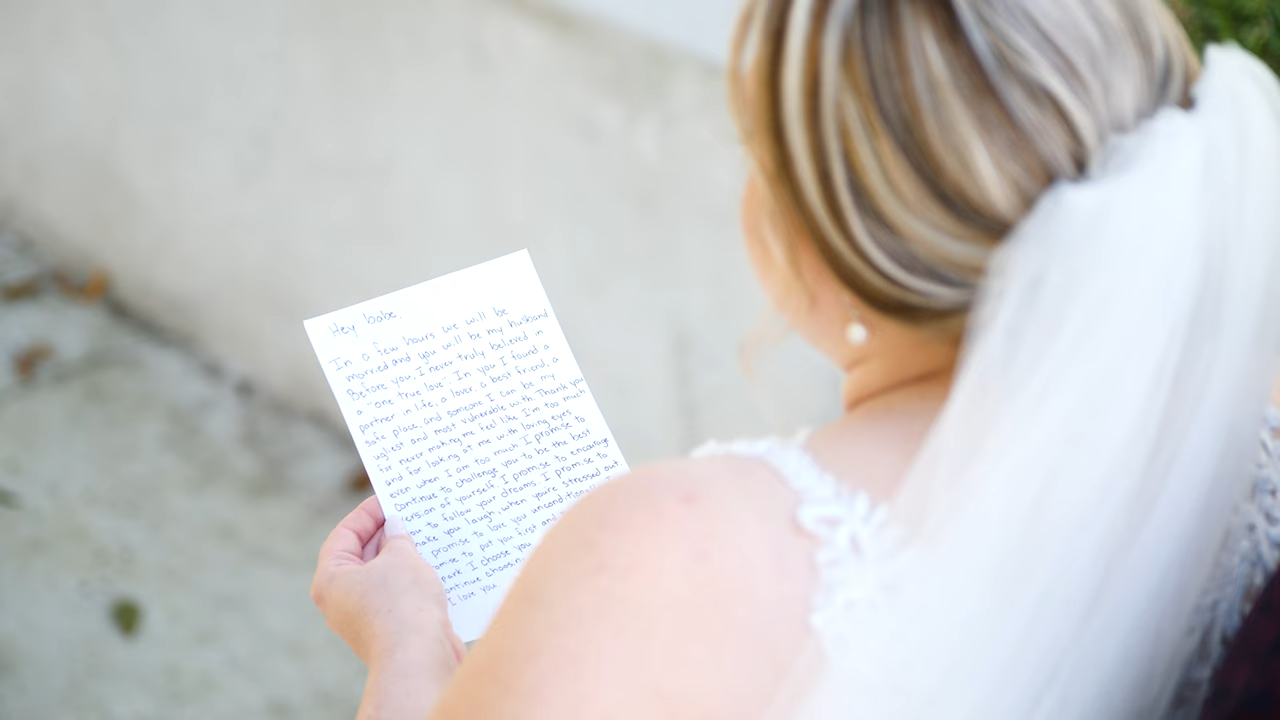 Hey babe,
In a few hours we will be
married and you will be my husband
Before you, I never truly believed in
a "one true love". In you I found a
partner in life, a lover, a best friend, a
safe place, and someone I can be my
ugliest and most vulnerable with. Thank you
for never making me feel like I'm too much
and for looking at me with loving eyes
even when I am too much. I promise to
continue to challenge you to be the best
version of yourself. I promise to encourage
you to follow your dreams. I promise to
make you laugh, when you're stressed out
promise to love you unconditionally
promise to put you first and
park. I choose you
continue choosin
I love you